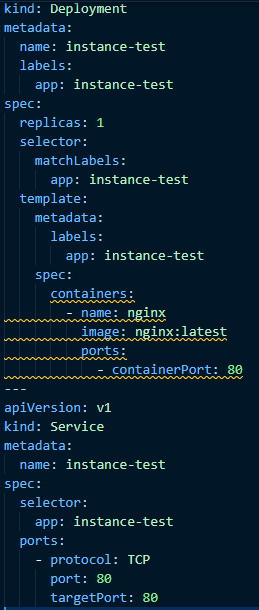 kind: Deployment
metadata:
  name: instance-test
  labels:
    app: instance-test
spec:
  replicas: 1
  selector:
    matchLabels:
      app: instance-test
  template:
    metadata:
      labels:
        app: instance-test
    spec:
      containers:
        - name: nginx
          image: nginx:latest
          ports:
            - containerPort: 80
---
apiVersion: v1
kind: Service
metadata:
  name: instance-test
spec:
  selector:
    app: instance-test
  ports:
    - protocol: TCP
      port: 80
      targetPort: 80